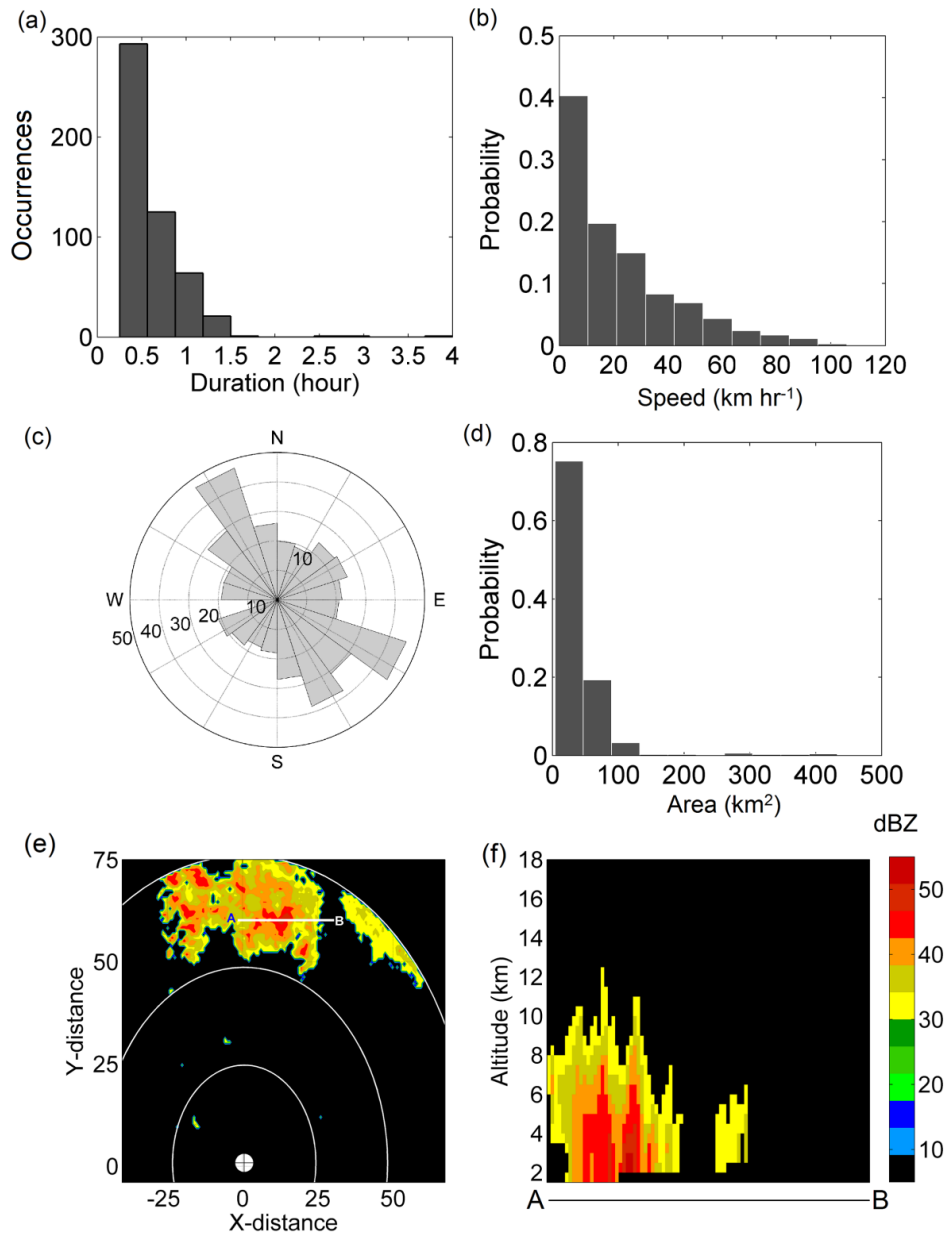 (a)
300
200
100
0
Occurrences
0 0.5 1 1.5 2 2.5 3 3.5 4
Duration (hour)
(b)
0.5
0.4
0.3
0.2
0.1
0
Probability
0 20 40 60 80 100 120
Speed (km hr⁻¹)
(c)
N
10
W
E
50 40 30 20 10
S
(d)
0.8
0.6
0.4
0.2
0
Probability
0 100 200 300 400 500
Area (km²)
(e)
75
50
25
0
Y-distance
A B
-25 0 25 50
X-distance
(f)
18
16
14
12
10
8
6
4
2
Altitude (km)
A B
dBZ
50
40
30
20
10